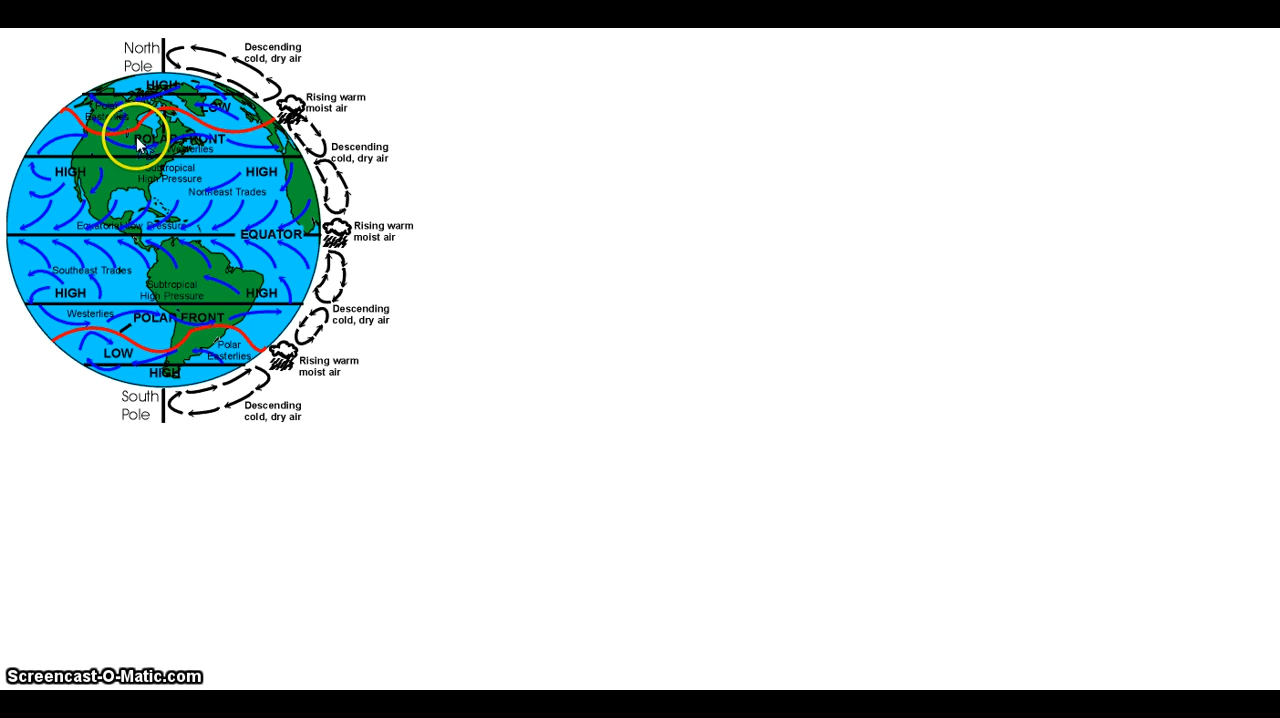 North
Pole
Descending
cold, dry air
HIGH
Rising warm
moist air
Polar
Easterlies
LOW
POLAR FRONT
Westerlies
Descending
cold, dry air
HIGH
Subtropical
High Pressure
HIGH
Northeast Trades
Equatorial Low Pressure
EQUATOR
Rising warm
moist air
Southeast Trades
HIGH
Subtropical
High Pressure
HIGH
Westerlies
POLAR FRONT
Descending
cold, dry air
LOW
Polar
Easterlies
Rising warm
moist air
HIGH
South
Pole
Descending
cold, dry air
Screencast-O-Matic.com